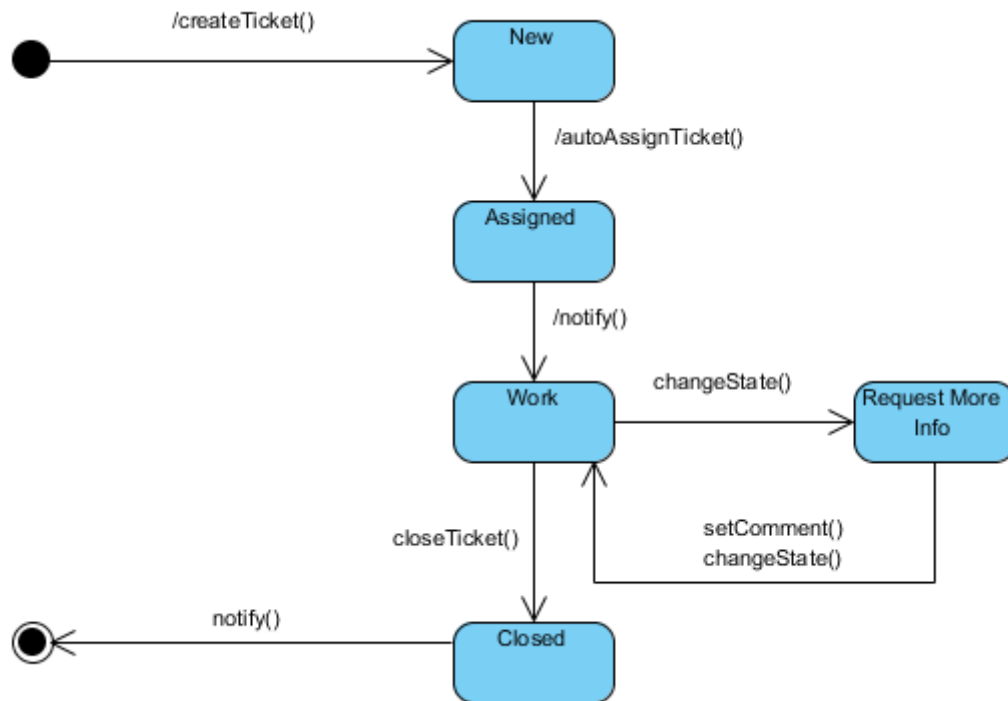 /createTicket()
New
/autoAssignTicket()
Assigned
/notify()
Work
changeState()
Request More
Info
setComment()
changeState()
closeTicket()
notify()
Closed